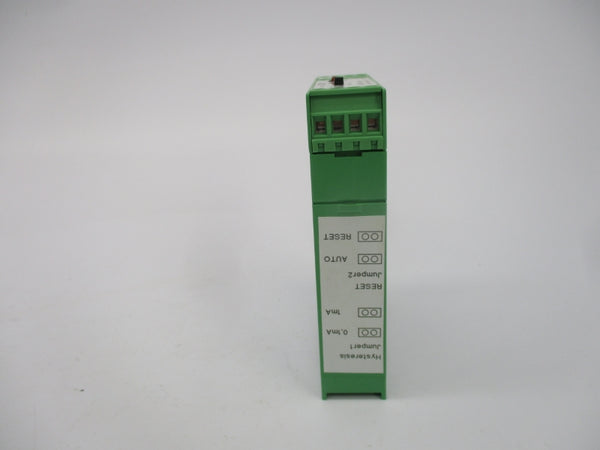 Hysteresis
Jumper1
0,1mA
1mA
RESET
Jumper2
AUTO
RESET